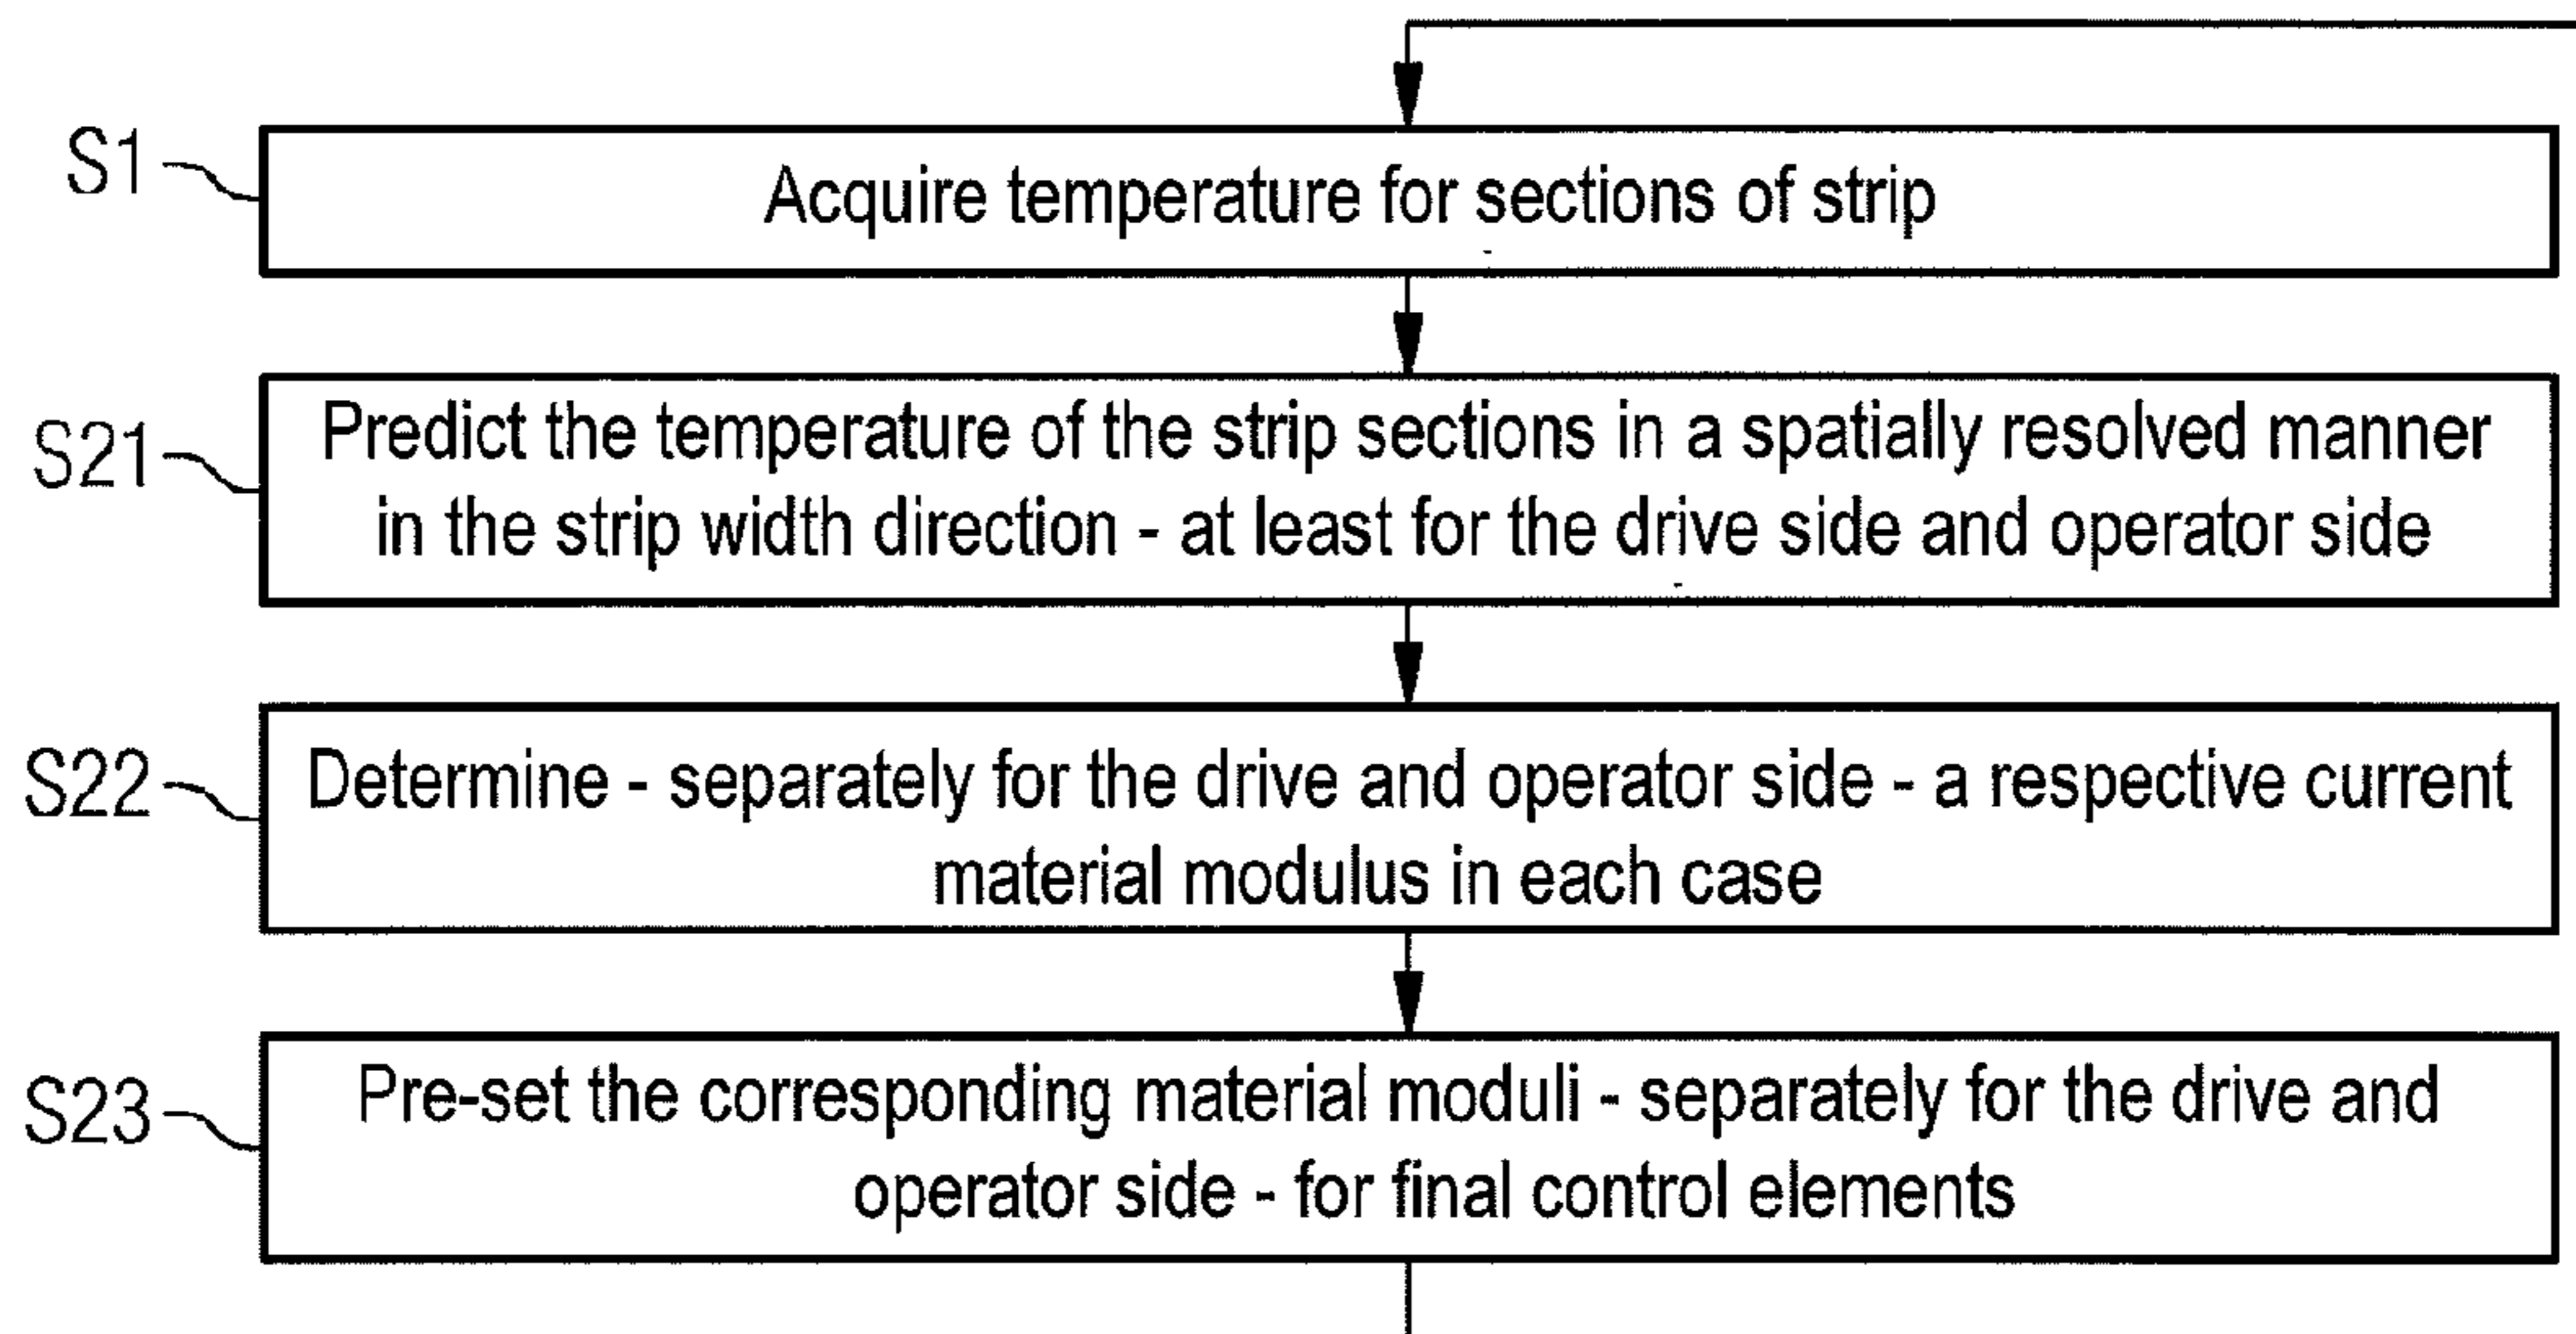 S1
Acquire temperature for sections of strip
S21
Predict the temperature of the strip sections in a spatially resolved manner
in the strip width direction - at least for the drive side and operator side
S22
Determine - separately for the drive and operator side - a respective current
material modulus in each case
S23
Pre-set the corresponding material moduli - separately for the drive and
operator side - for final control elements